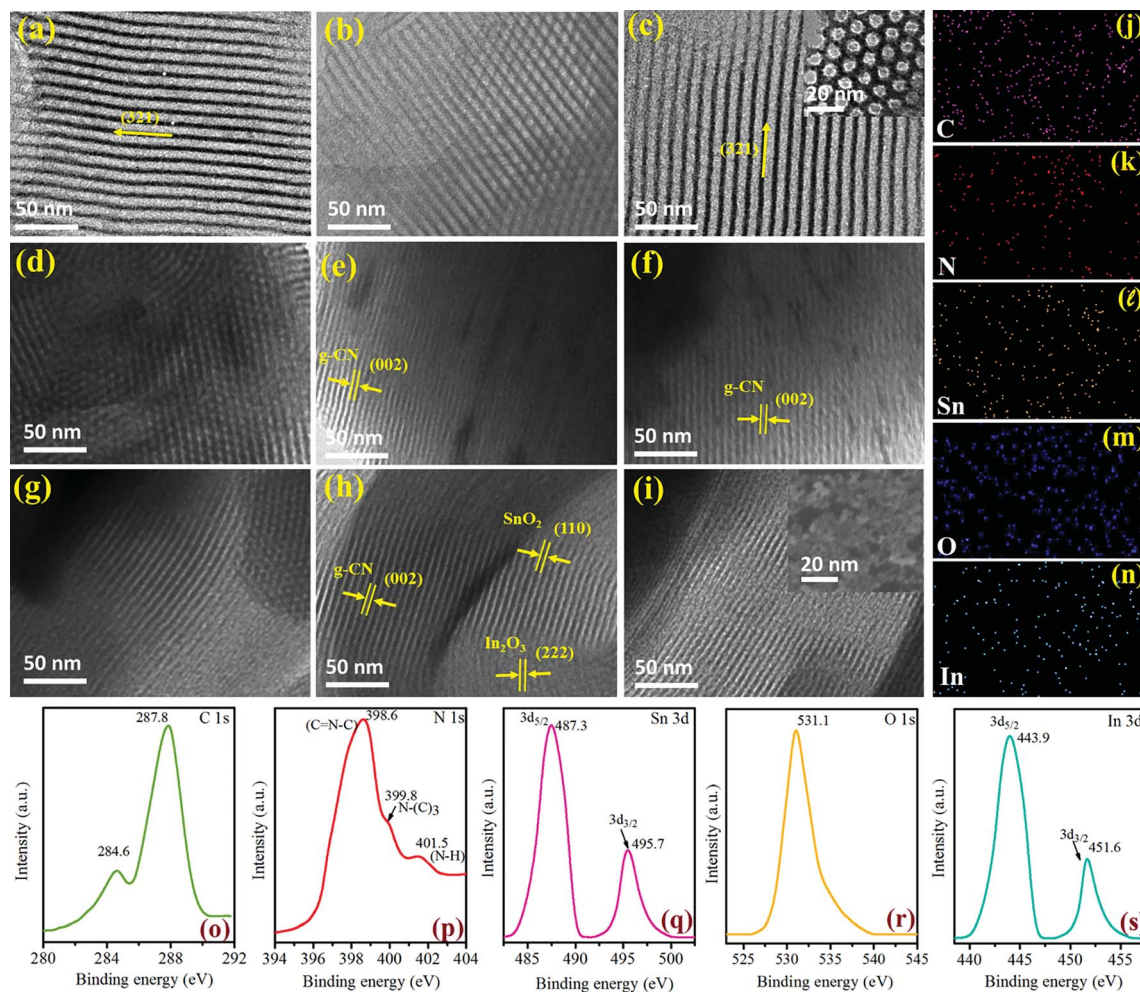 (a)
(321)
50 nm
(b)
50 nm
(c)
20 nm
(321)
50 nm
(j)
C
(k)
N
(ℓ)
Sn
(m)
O
(n)
In
(d)
50 nm
(e)
g-CN
(002)
50 nm
(f)
g-CN
(002)
50 nm
(g)
50 nm
(h)
SnO₂
(110)
g-CN
(002)
In₂O₃
(222)
50 nm
(i)
20 nm
50 nm
C 1s
287.8
284.6
(o)
Intensity (a.u.)
280 282 284 286 288 290 292
Binding energy (eV)
N 1s
(C=N-C)
398.6
399.8
N-(C)₃
401.5
(N-H)
(p)
Intensity (a.u.)
394 396 398 400 402 404
Binding energy (eV)
Sn 3d
3d₅/₂
487.3
3d₃/₂
495.7
(q)
Intensity (a.u.)
485 490 495 500
Binding energy (eV)
O 1s
531.1
(r)
Intensity (a.u.)
525 530 535 540 545
Binding energy (eV)
In 3d
3d₅/₂
443.9
3d₃/₂
451.6
(s)
Intensity (a.u.)
440 445 450 455
Binding energy (eV)